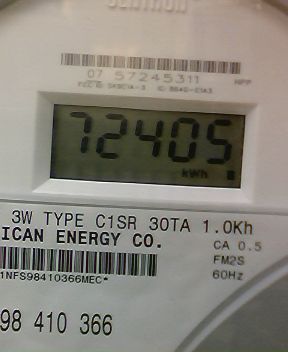 CENTRON
07 57245311
72405
kWh
3W TYPE C1SR 30TA 1.0Kh
ICAN ENERGY CO.
CA 0.5
FM2S
60Hz
1NFS98410366MEC*
98 410 366